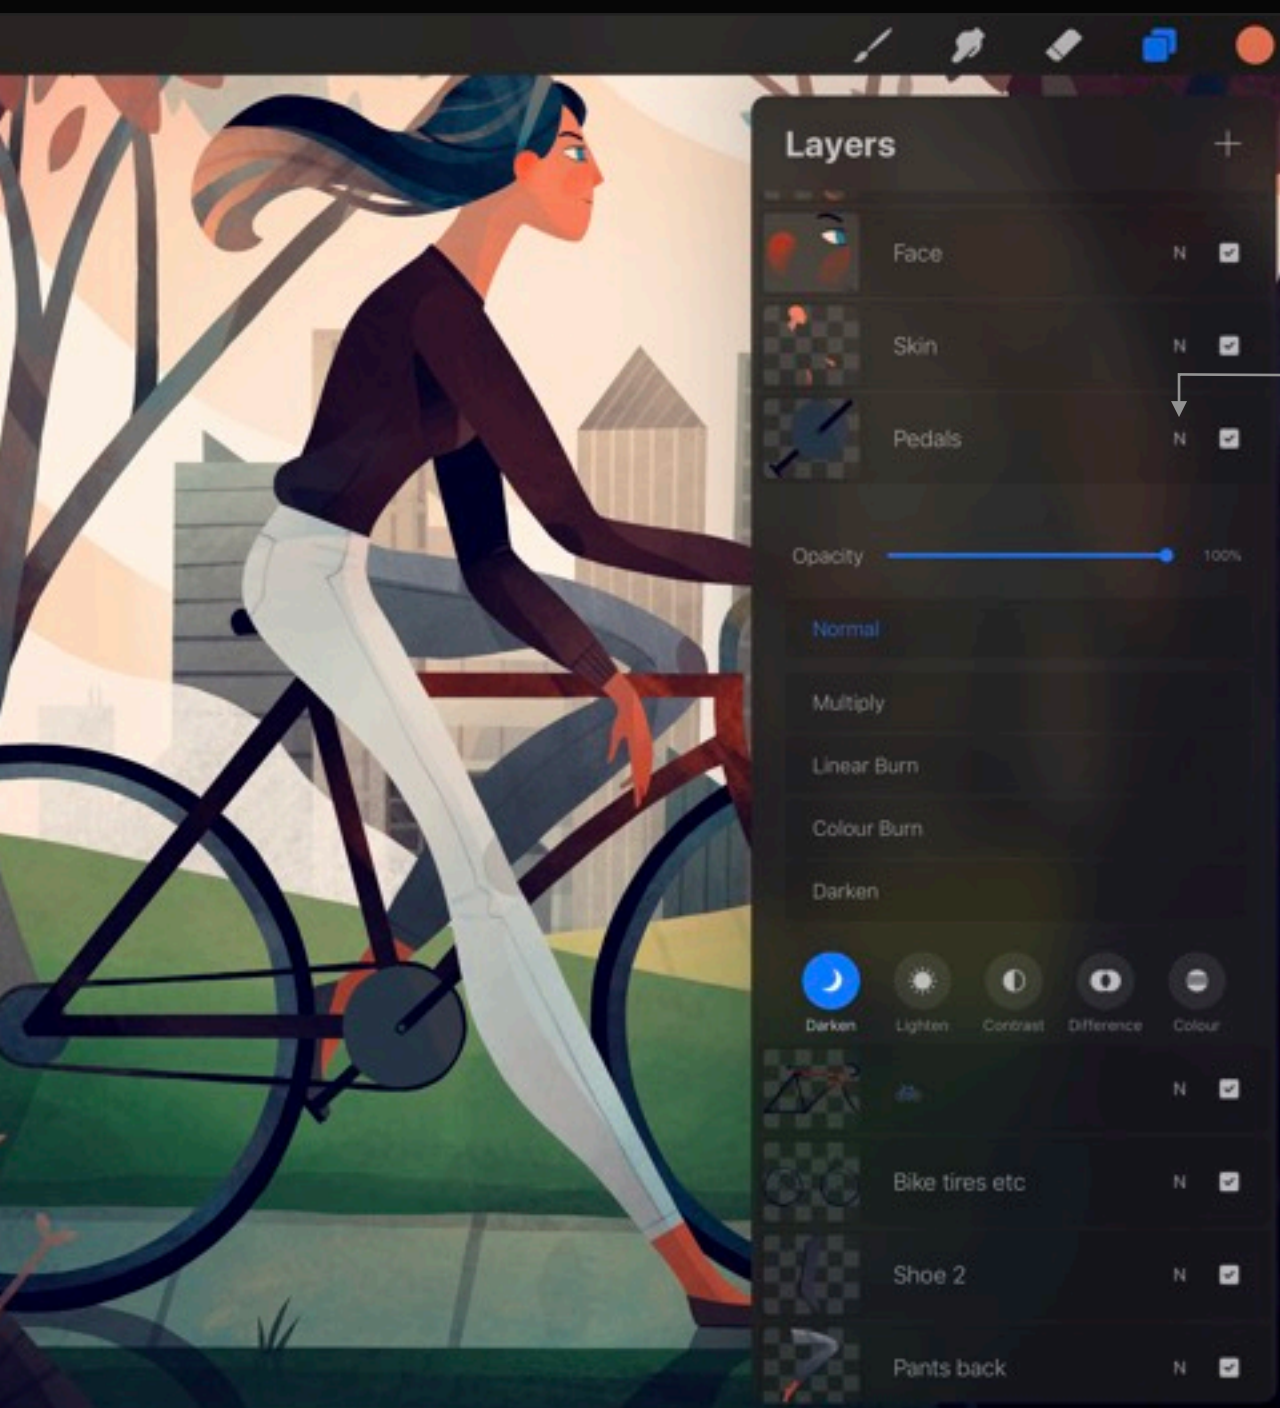 Layers
Face N
Skin N
Pedals N
Opacity 100%
Normal
Multiply
Linear Burn
Colour Burn
Darken
Darken Lighten Contrast Difference Colour
N
Bike tires etc N
Shoe 2 N
Pants back N